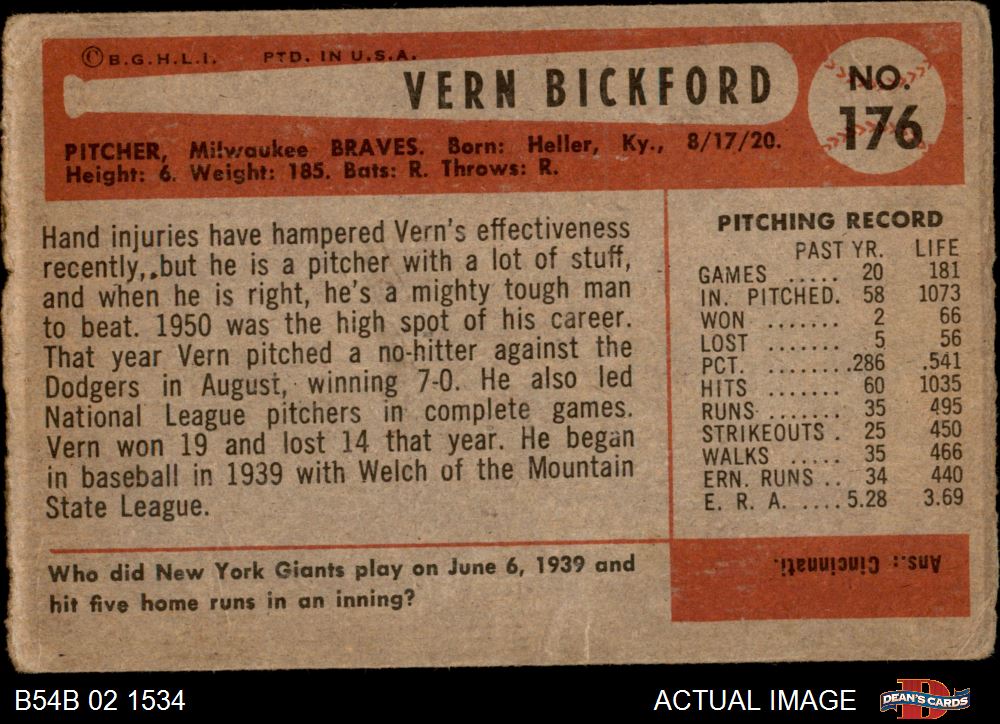 ©B.G.H.L.I. PTD. IN U.S.A.
VERN BICKFORD
NO.
176
PITCHER, Milwaukee BRAVES. Born: Heller, Ky., 8/17/20.
Height: 6. Weight: 185. Bats: R. Throws: R.
Hand injuries have hampered Vern's effectiveness
recently, but he is a pitcher with a lot of stuff,
and when he is right, he's a mighty tough man
to beat. 1950 was the high spot of his career.
That year Vern pitched a no-hitter against the
Dodgers in August, winning 7-0. He also led
National League pitchers in complete games.
Vern won 19 and lost 14 that year. He began
in baseball in 1939 with Welch of the Mountain
State League.
PITCHING RECORD
PAST YR. LIFE
GAMES ..... 20 181
IN. PITCHED. 58 1073
WON ....... 2 66
LOST ....... 5 56
PCT. ........286 .541
HITS ....... 60 1035
RUNS ....... 35 495
STRIKEOUTS . 25 450
WALKS ..... 35 466
ERN. RUNS .. 34 440
E. R. A. ....5.28 3.69
Who did New York Giants play on June 6, 1939 and
hit five home runs in an inning?
Ans.: Cincinnati.
B54B 02 1534
ACTUAL IMAGE
DEAN'S CARDS